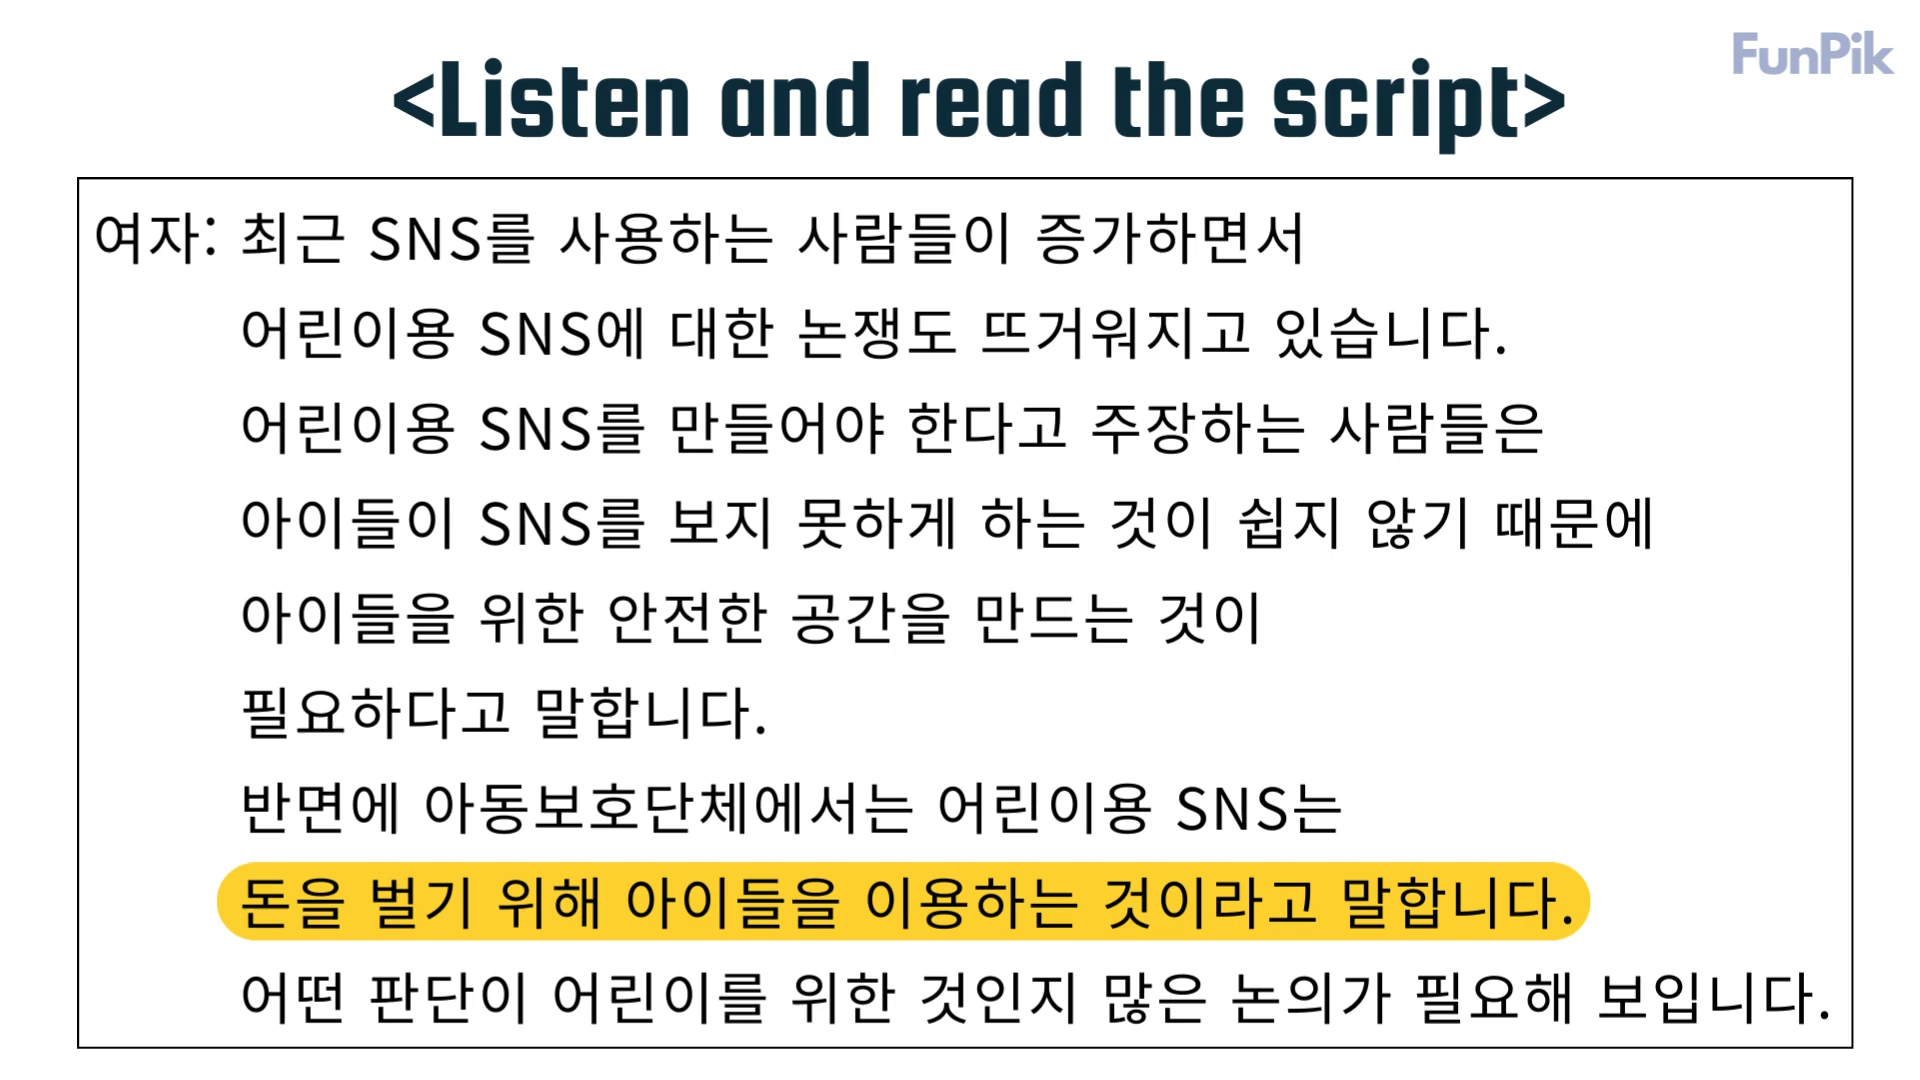 FunPik
<Listen and read the script>
여자: 최근 SNS를 사용하는 사람들이 증가하면서
어린이용 SNS에 대한 논쟁도 뜨거워지고 있습니다.
어린이용 SNS를 만들어야 한다고 주장하는 사람들은
아이들이 SNS를 보지 못하게 하는 것이 쉽지 않기 때문에
아이들을 위한 안전한 공간을 만드는 것이
필요하다고 말합니다.
반면에 아동보호단체에서는 어린이용 SNS는
돈을 벌기 위해 아이들을 이용하는 것이라고 말합니다.
어떤 판단이 어린이를 위한 것인지 많은 논의가 필요해 보입니다.